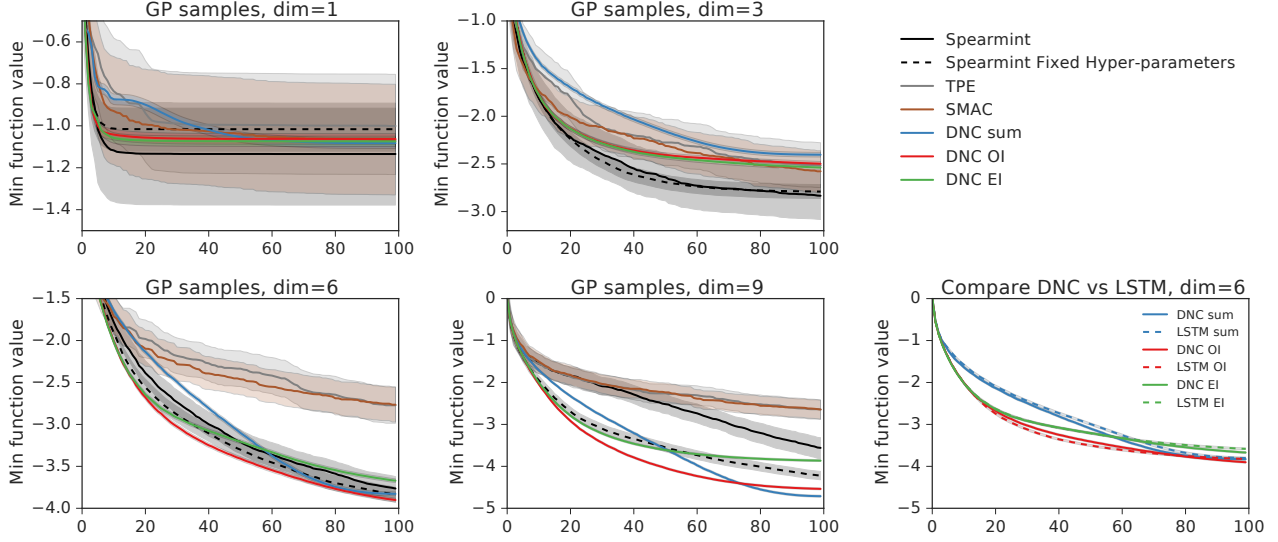 GP samples, dim=1
Min function value
−0.6
−0.8
−1.0
−1.2
−1.4
0 20 40 60 80 100
GP samples, dim=3
Min function value
−1.0
−1.5
−2.0
−2.5
−3.0
0 20 40 60 80 100
Spearmint
Spearmint Fixed Hyper-parameters
TPE
SMAC
DNC sum
DNC OI
DNC EI
GP samples, dim=6
Min function value
−1.5
−2.0
−2.5
−3.0
−3.5
−4.0
0 20 40 60 80 100
GP samples, dim=9
Min function value
0
−1
−2
−3
−4
−5
0 20 40 60 80 100
Compare DNC vs LSTM, dim=6
Min function value
0
−1
−2
−3
−4
−5
0 20 40 60 80 100
DNC sum
LSTM sum
DNC OI
LSTM OI
DNC EI
LSTM EI